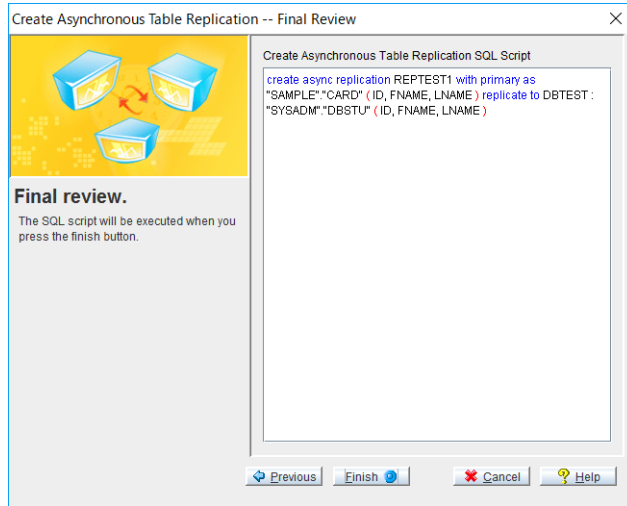 Create Asynchronous Table Replication -- Final Review
Create Asynchronous Table Replication SQL Script
create async replication REPTEST1 with primary as
"SAMPLE"."CARD" ( ID, FNAME, LNAME ) replicate to DBTEST :
"SYSADM"."DBSTU" ( ID, FNAME, LNAME )
Final review.
The SQL script will be executed when you
press the finish button.
Previous
Finish
Cancel
Help